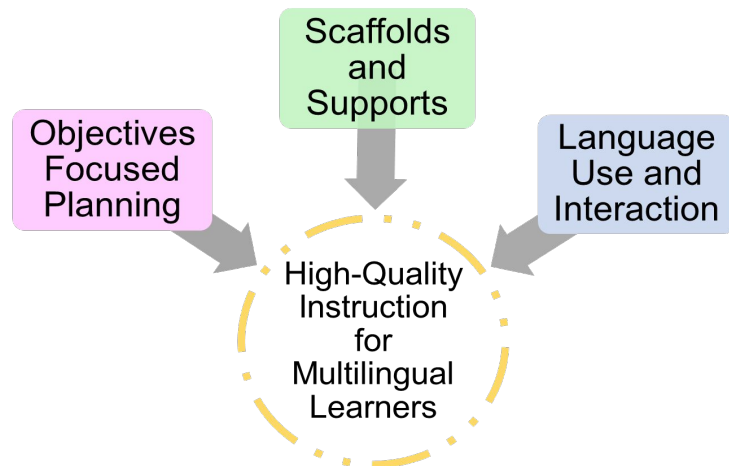 Scaffolds
and
Supports
Objectives
Focused
Planning
Language
Use and
Interaction
High-Quality
Instruction
for
Multilingual
Learners